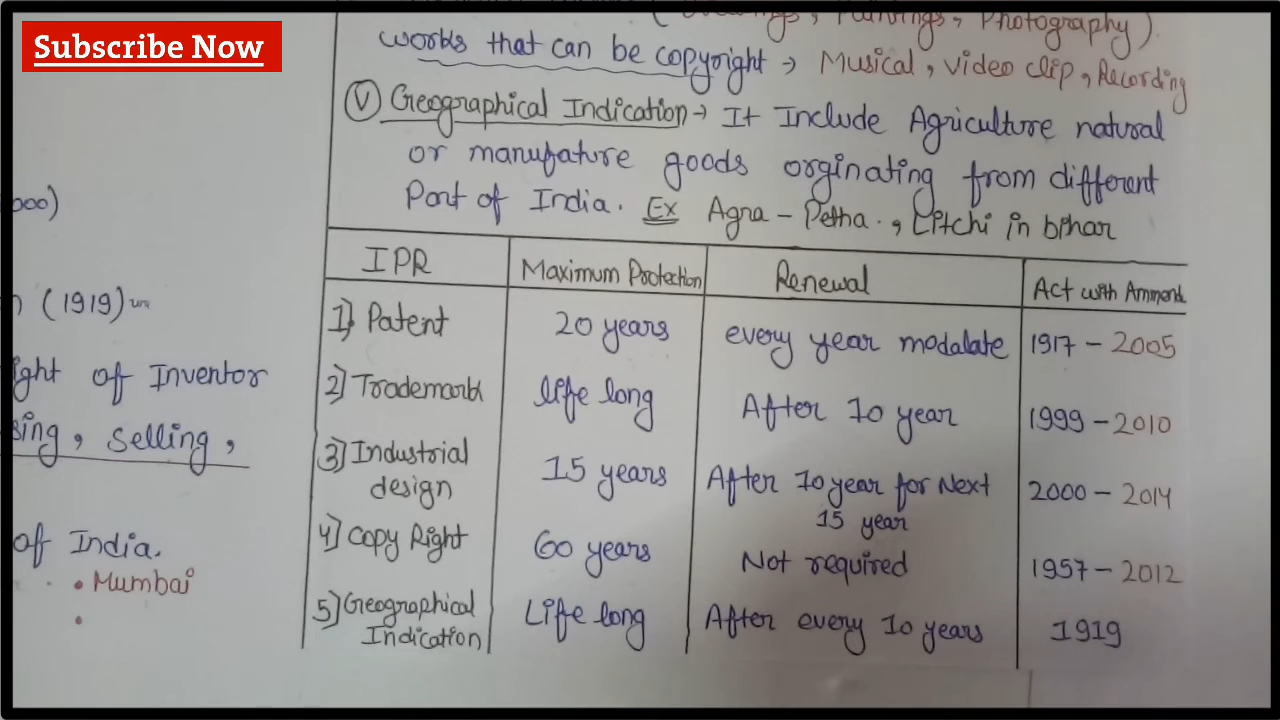 Subscribe Now
works that can be copyright → Musical, video clip, Recording
(V) Geographical Indication → It Include Agriculture natural
or manufature goods orginating from different
Part of India. Ex Agra - Petha., Litchi in bihar
000)
(1919)
ight of Inventor
sing, selling,
of India.
• Mumbai
•
IPR Maximum Protection Renewal Act with Ammend
1) Patent 20 years every year modalate 1917 - 2005
2) Trademark life long After 10 year 1999 - 2010
3) Industrial design 15 years After 10 year for Next 15 year 2000 - 2014
4) Copy Right 60 years Not required 1957 - 2012
5) Geographical Indication Life long After every 10 years 1919